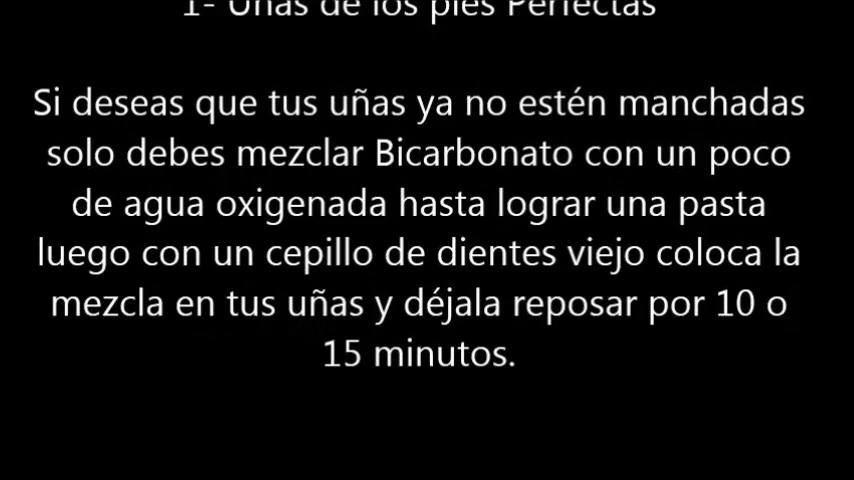 1- Uñas de los pies Perfectas
Si deseas que tus uñas ya no estén manchadas
solo debes mezclar Bicarbonato con un poco
de agua oxigenada hasta lograr una pasta
luego con un cepillo de dientes viejo coloca la
mezcla en tus uñas y déjala reposar por 10 o
15 minutos.